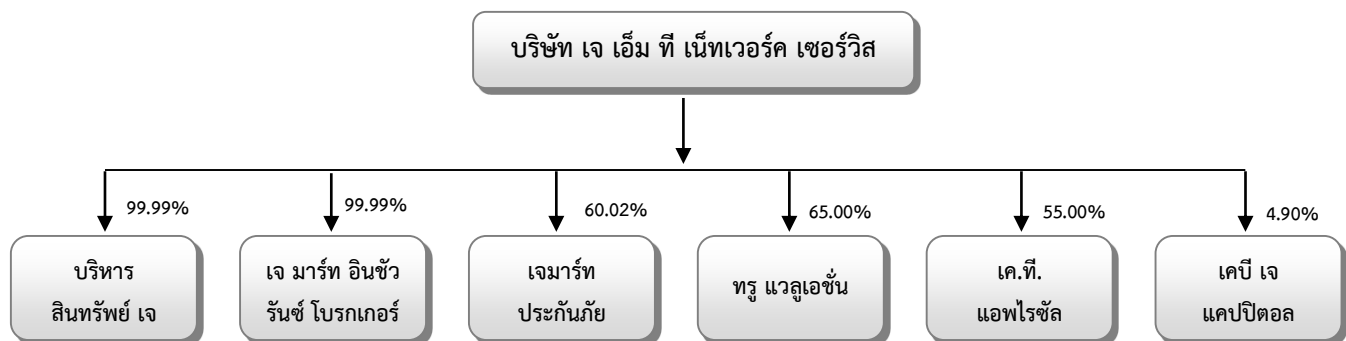 บริษัท เจ เอ็ม ที เน็ทเวอร์ค เซอร์วิส
99.99%
99.99%
60.02%
65.00%
55.00%
4.90%
บริหาร
สินทรัพย์ เจ
เจ มาร์ท อินชัว
รันซ์ โบรกเกอร์
เจมาร์ท
ประกันภัย
ทรู แวลูเอชั่น
เค.ที.
แอพไรซัล
เคบี เจ
แคปปิตอล